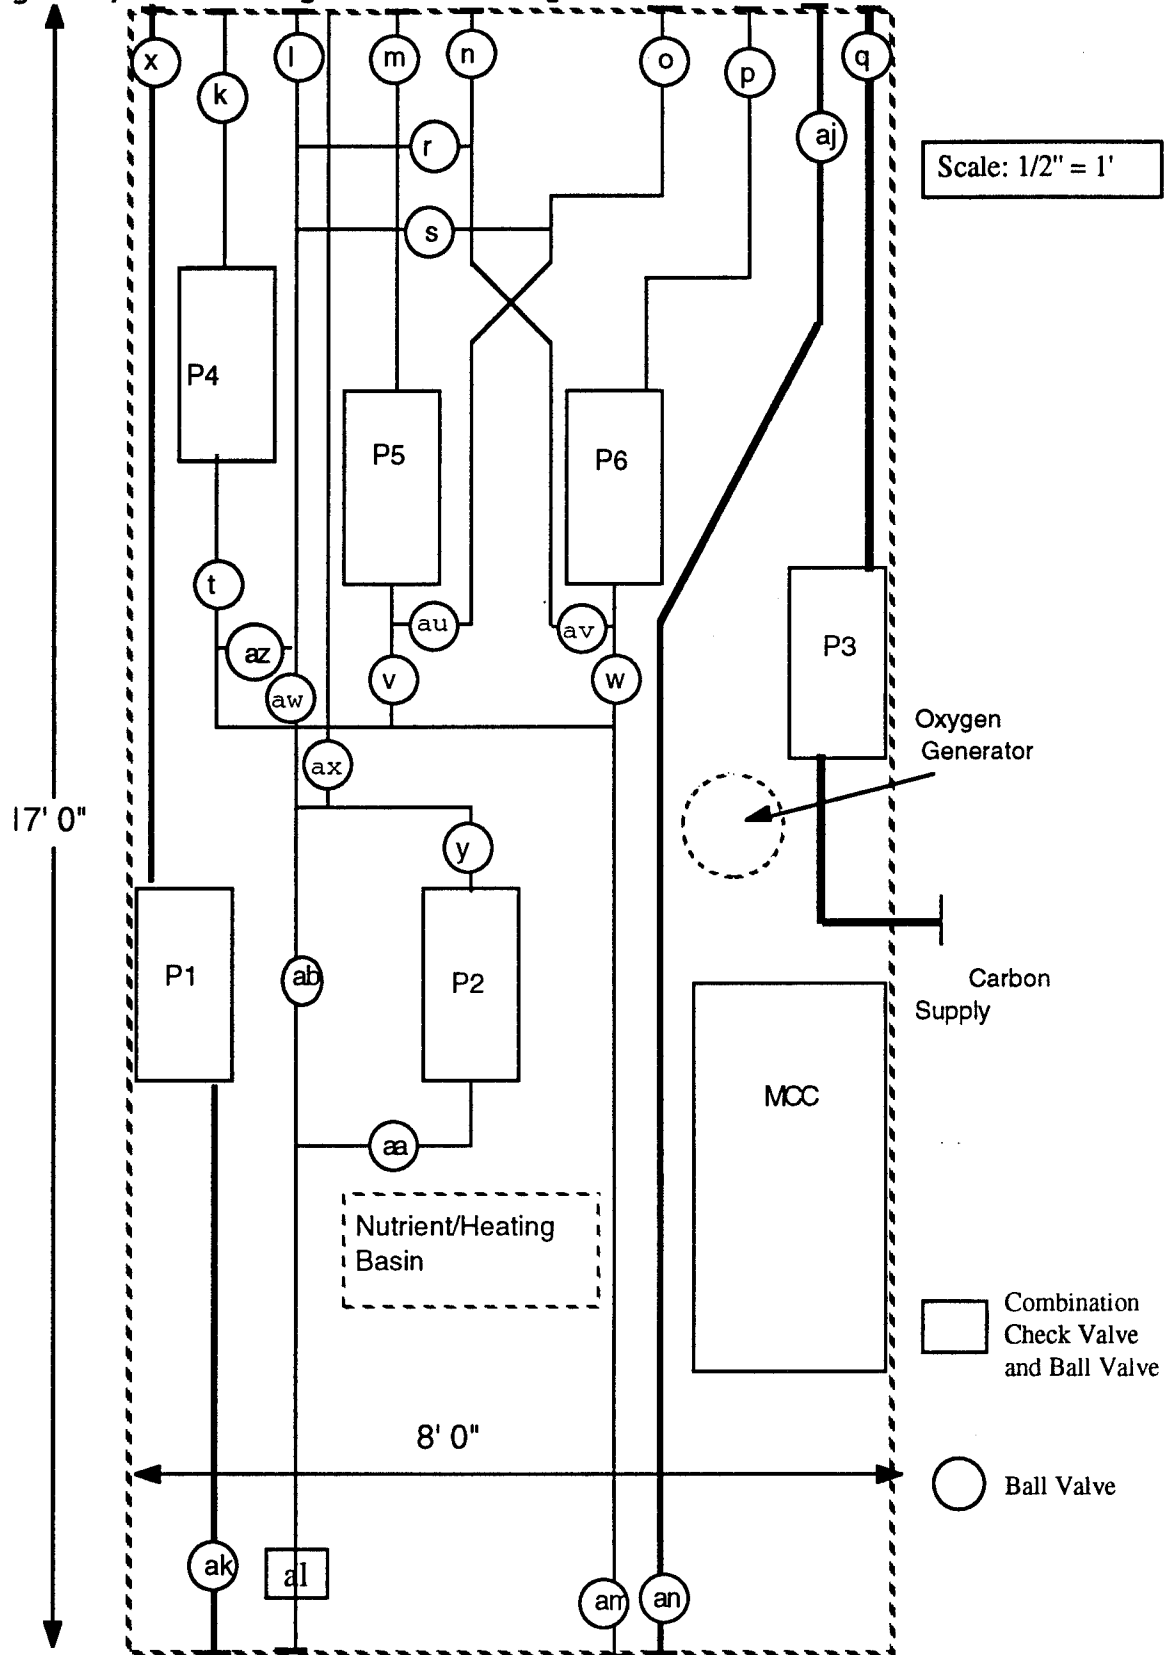 x
k
l
m
n
o
p
aj
q
r
s
Scale: 1/2" = 1'
P4
P5
P6
t
au
av
az
aw
v
w
P3
ax
Oxygen
Generator
17' 0"
y
P1
ab
P2
Carbon
Supply
MCC
aa
Nutrient/Heating
Basin
Combination
Check Valve
and Ball Valve
8' 0"
Ball Valve
ak
al
am
an